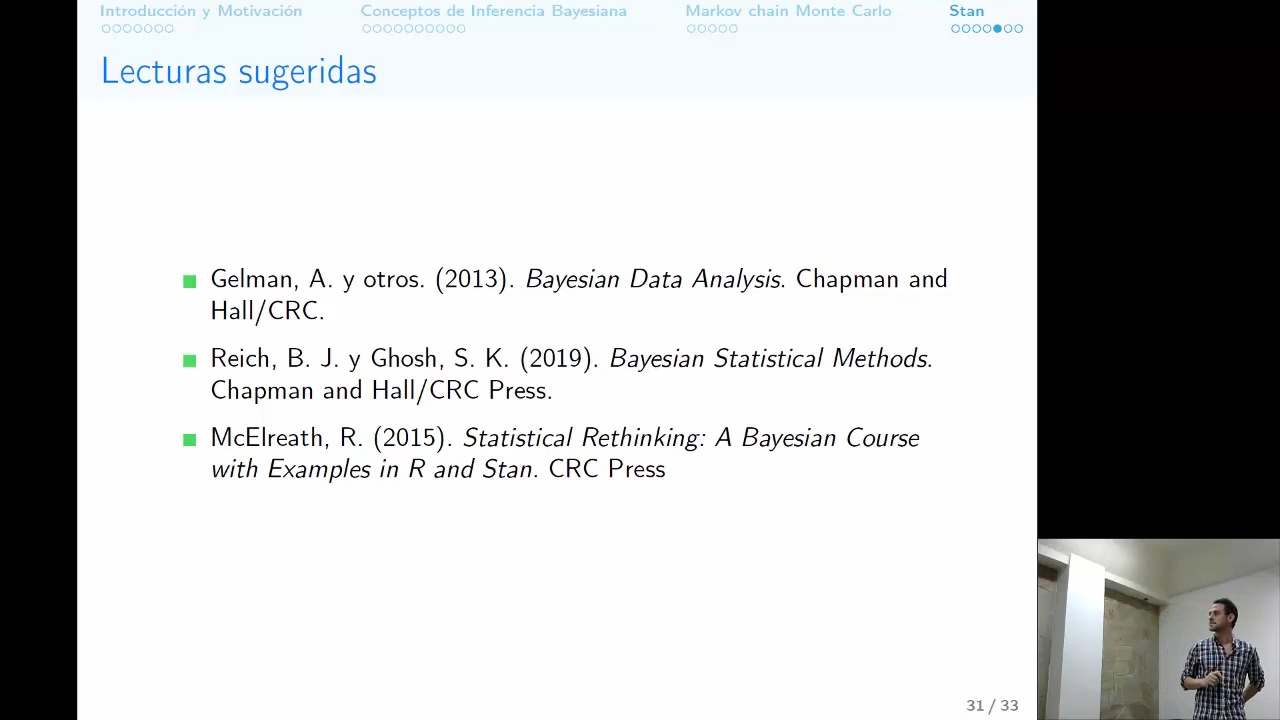 Introducción y Motivación Conceptos de Inferencia Bayesiana Markov chain Monte Carlo Stan
Lecturas sugeridas
Gelman, A. y otros. (2013). Bayesian Data Analysis. Chapman and
Hall/CRC.
Reich, B. J. y Ghosh, S. K. (2019). Bayesian Statistical Methods.
Chapman and Hall/CRC Press.
McElreath, R. (2015). Statistical Rethinking: A Bayesian Course
with Examples in R and Stan. CRC Press
31 / 33